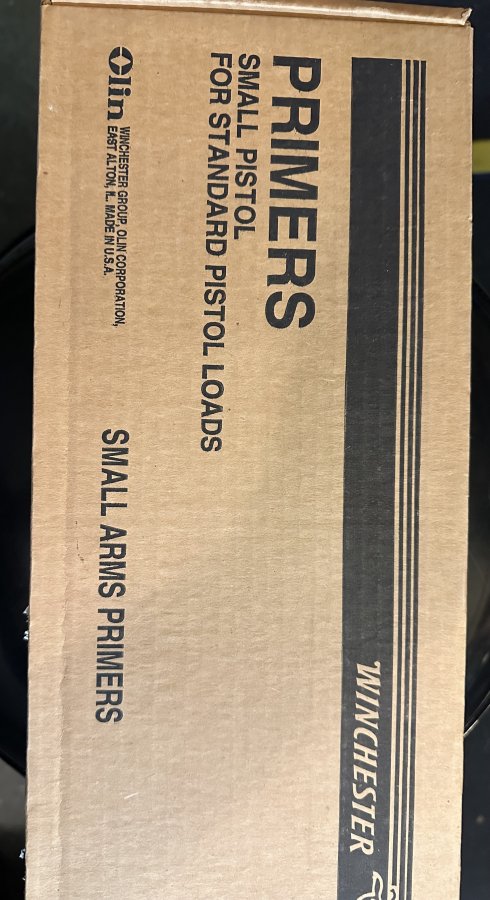 WINCHESTER
PRIMERS
SMALL PISTOL
FOR STANDARD PISTOL LOADS
Olin
WINCHESTER GROUP, OLIN CORPORATION,
EAST ALTON, IL. MADE IN U.S.A.
SMALL ARMS PRIMERS